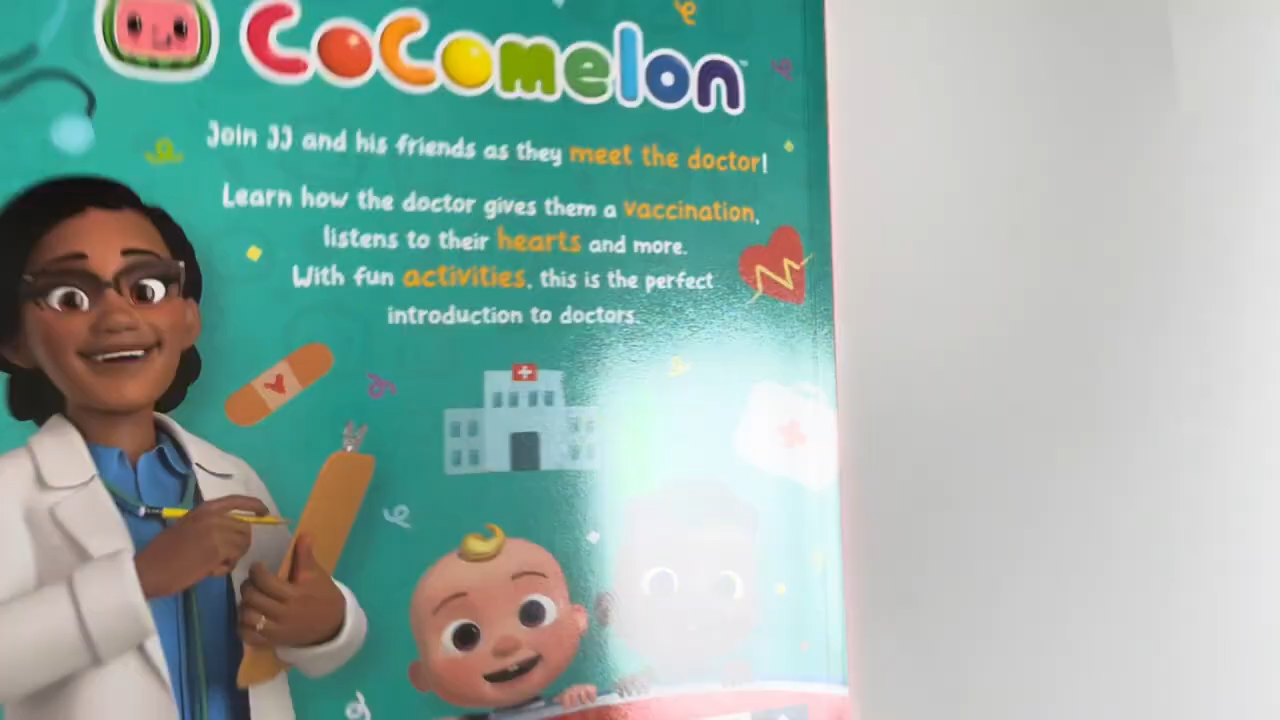 CoComelon™
Join JJ and his friends as they meet the doctor!
Learn how the doctor gives them a vaccination,
listens to their hearts and more.
With fun activities, this is the perfect
introduction to doctors.